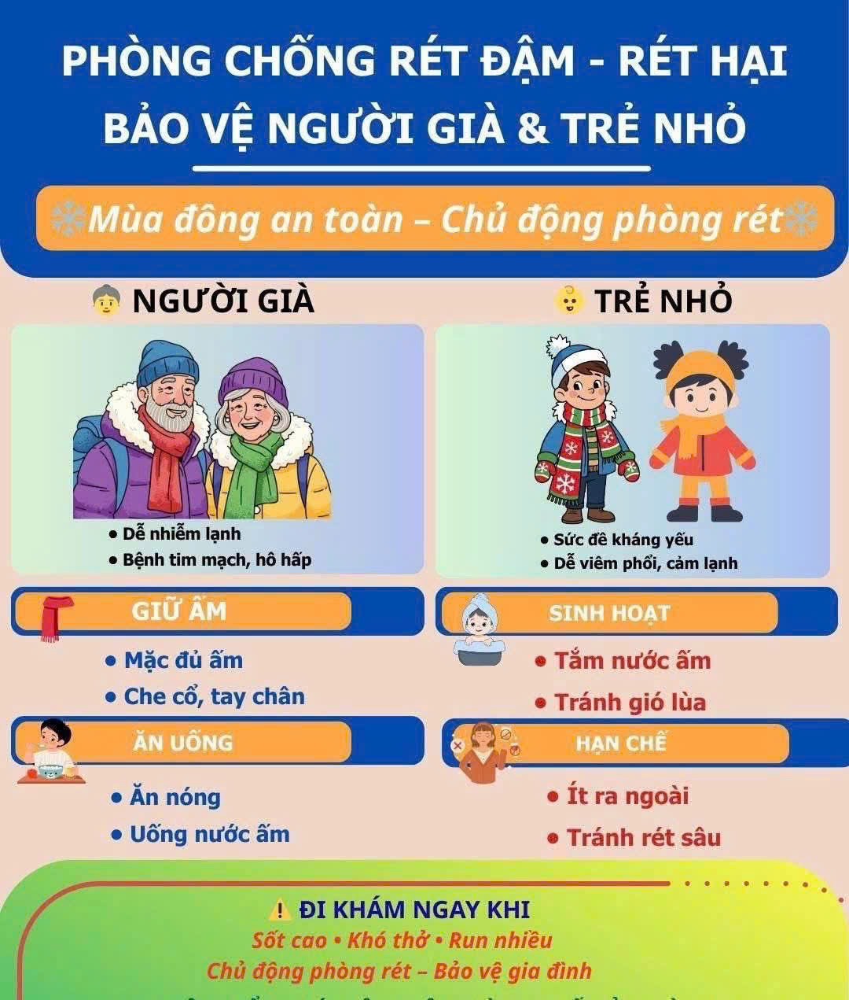 PHÒNG CHỐNG RÉT ĐẬM - RÉT HẠI
BẢO VỆ NGƯỜI GIÀ & TRẺ NHỎ
Mùa đông an toàn – Chủ động phòng rét
NGƯỜI GIÀ
• Dễ nhiễm lạnh
• Bệnh tim mạch, hô hấp
TRẺ NHỎ
• Sức đề kháng yếu
• Dễ viêm phổi, cảm lạnh
GIỮ ẤM
• Mặc đủ ấm
• Che cổ, tay chân
SINH HOẠT
• Tắm nước ấm
• Tránh gió lùa
ĂN UỐNG
• Ăn nóng
• Uống nước ấm
HẠN CHẾ
• Ít ra ngoài
• Tránh rét sâu
ĐI KHÁM NGAY KHI
Sốt cao • Khó thở • Run nhiều
Chủ động phòng rét – Bảo vệ gia đình